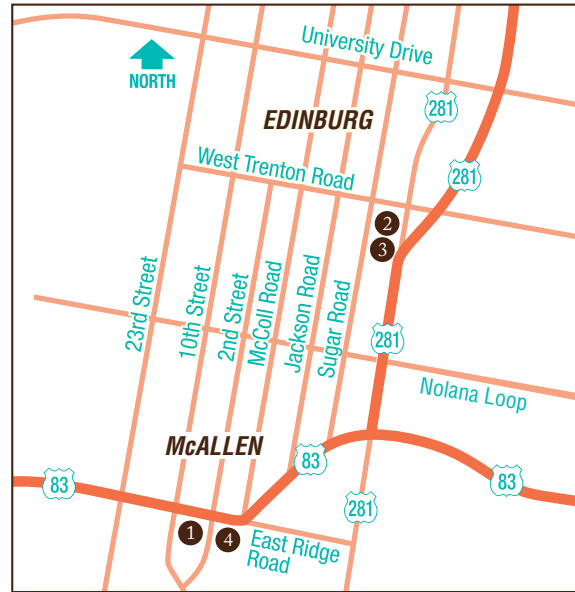 University Drive
NORTH
281
EDINBURG
West Trenton Road
281
2
3
23rd Street
10th Street
2nd Street
McColl Road
Jackson Road
Sugar Road
281
Nolana Loop
McALLEN
83
83
83
281
1
4
East Ridge
Road